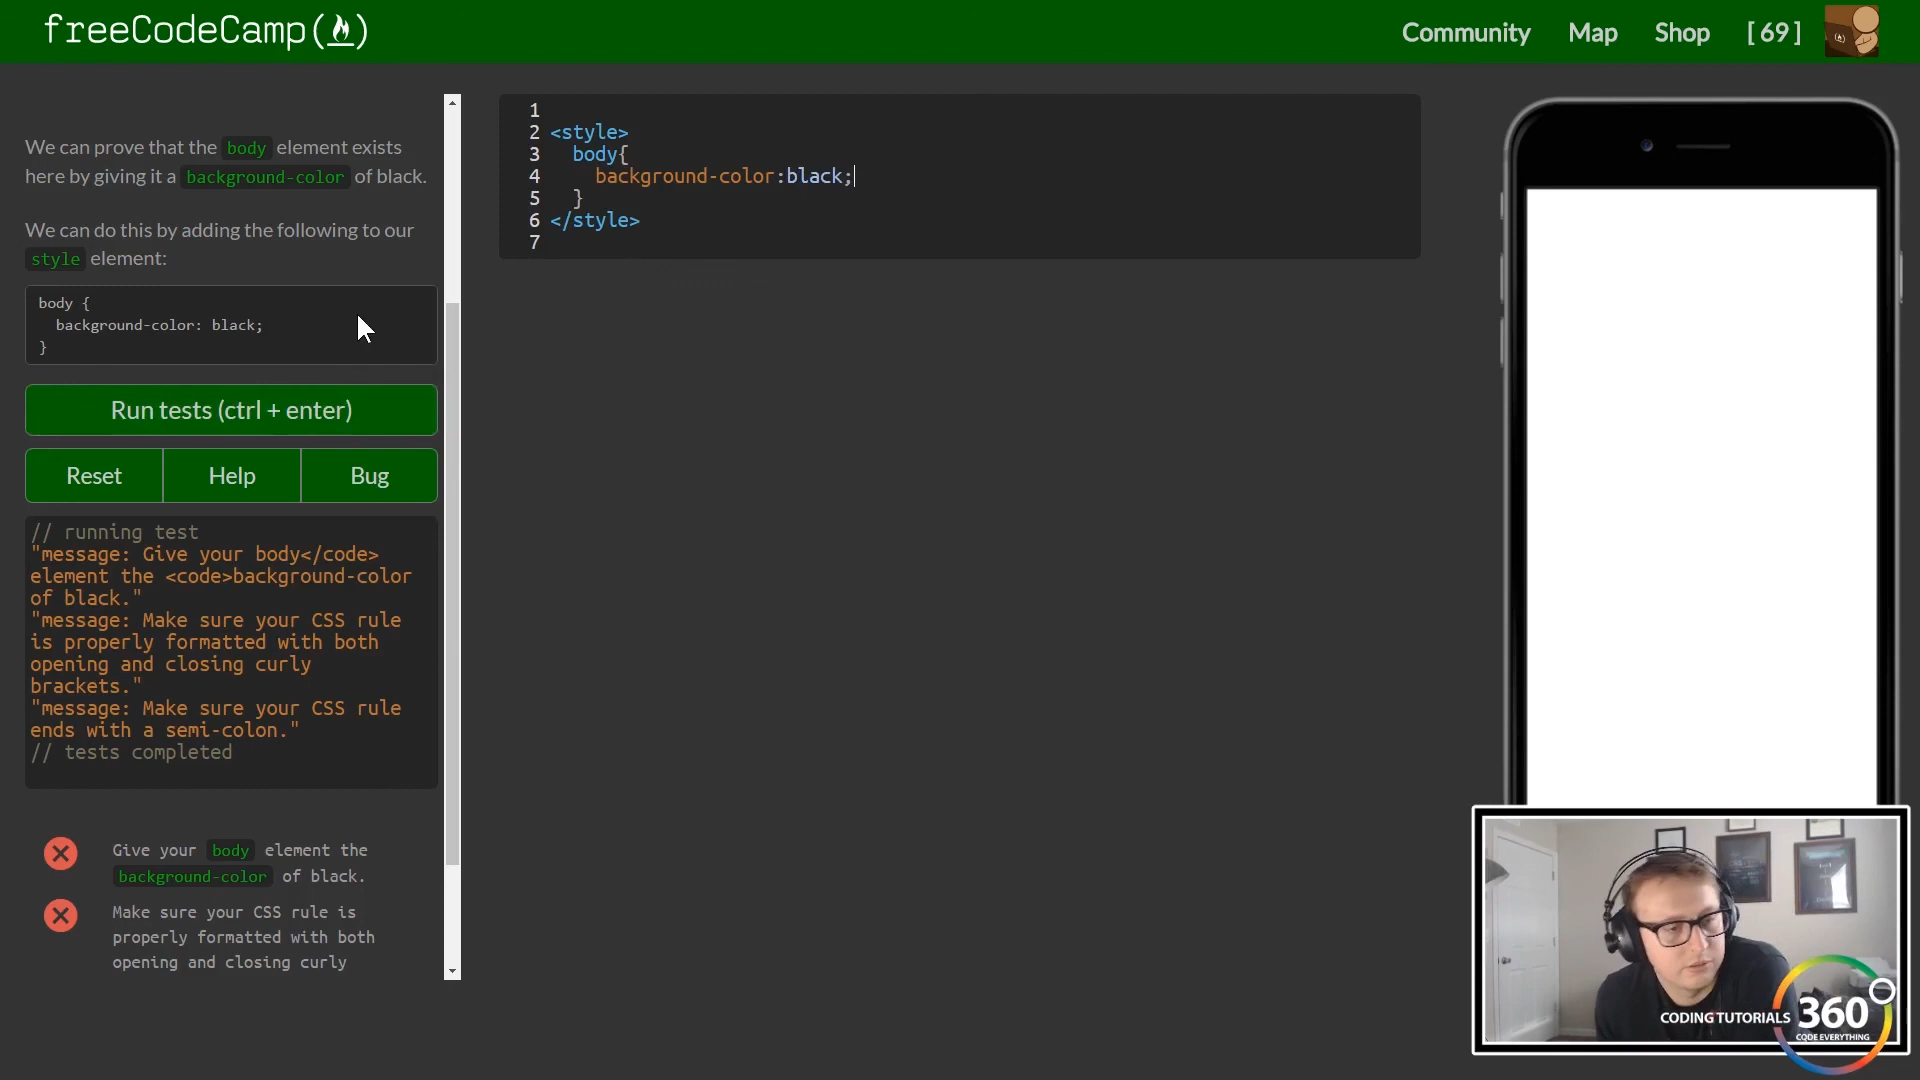 freeCodeCamp(🔥)
Community Map Shop [ 69 ]
We can prove that the body element exists
here by giving it a background-color of black.
We can do this by adding the following to our
style element:
body {
background-color: black;
}
Run tests (ctrl + enter)
Reset Help Bug
// running test
"message: Give your body</code>
element the <code>background-color
of black."
"message: Make sure your CSS rule
is properly formatted with both
opening and closing curly
brackets."
"message: Make sure your CSS rule
ends with a semi-colon."
// tests completed
Give your body element the
background-color of black.
Make sure your CSS rule is
properly formatted with both
opening and closing curly
1
2 <style>
3 body{
4 background-color:black;
5 }
6 </style>
7
CODING TUTORIALS 360
CODE EVERYTHING